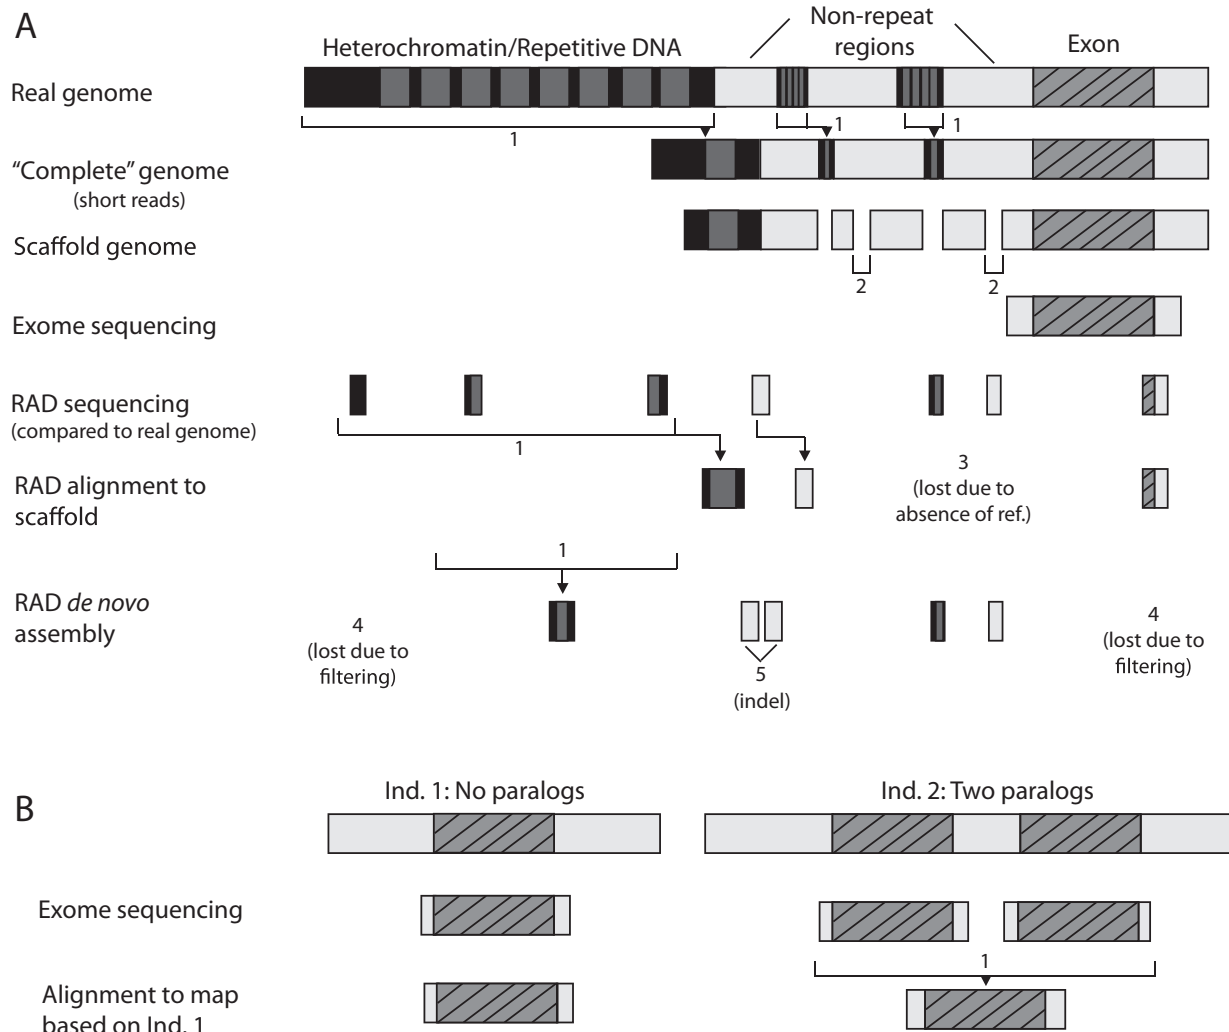 A
Non-repeat
regions
Heterochromatin/Repetitive DNA
Exon
Real genome
1
1
1
“Complete” genome
(short reads)
Scaffold genome
2
2
Exome sequencing
RAD sequencing
(compared to real genome)
1
RAD alignment to
scaffold
3
(lost due to
absence of ref.)
1
RAD de novo
assembly
4
(lost due to
filtering)
5
(indel)
4
(lost due to
filtering)
B
Ind. 1: No paralogs
Ind. 2: Two paralogs
Exome sequencing
1
Alignment to map
based on Ind. 1